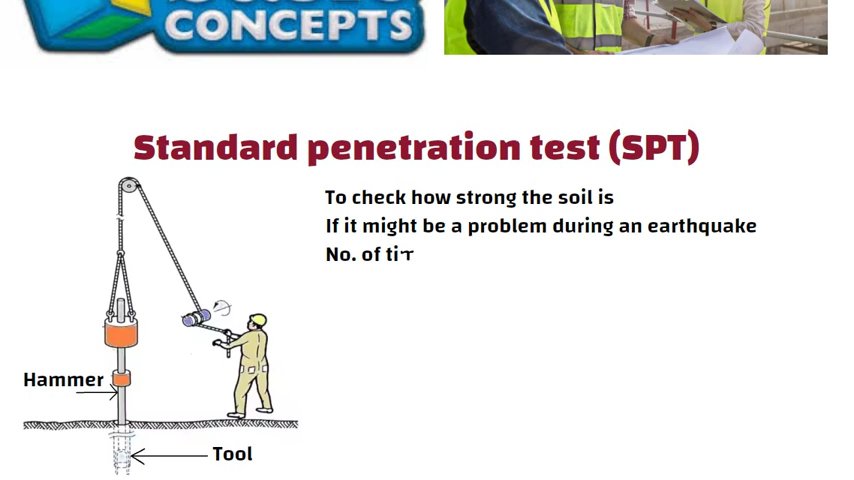 CONCEPTS
Standard penetration test (SPT)
To check how strong the soil is
If it might be a problem during an earthquake
No. of
Hammer
Tool